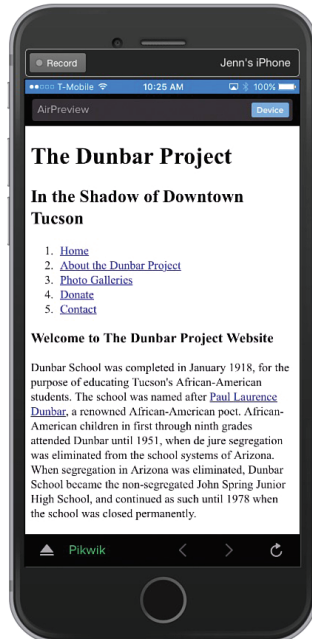 Record
Jenn's iPhone
T-Mobile
10:25 AM
100%
AirPreview
Device
The Dunbar Project
In the Shadow of Downtown
Tucson
1. Home
2. About the Dunbar Project
3. Photo Galleries
4. Donate
5. Contact
Welcome to The Dunbar Project Website
Dunbar School was completed in January 1918, for the
purpose of educating Tucson's African-American
students. The school was named after Paul Laurence
Dunbar, a renowned African-American poet. African-
American children in first through ninth grades
attended Dunbar until 1951, when de jure segregation
was eliminated from the school systems of Arizona.
When segregation in Arizona was eliminated, Dunbar
School became the non-segregated John Spring Junior
High School, and continued as such until 1978 when
the school was closed permanently.
Pikwik